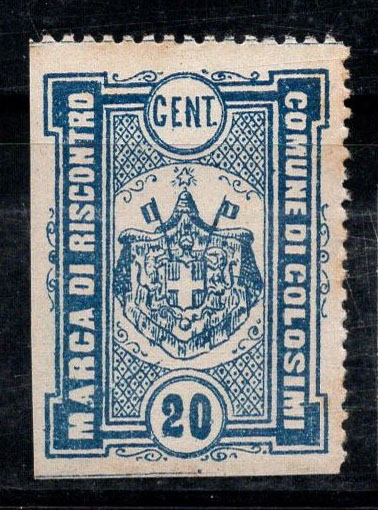 CENT.
MARCA DI RISCONTRO
COMUNE DI COLOSIMI
20